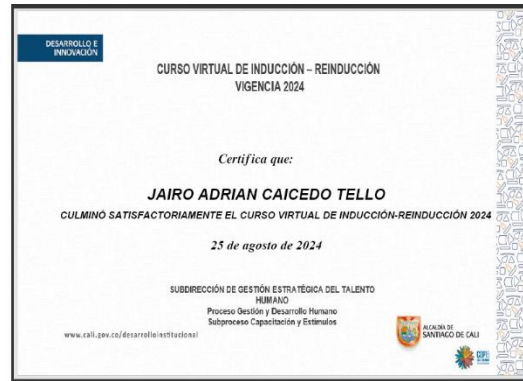 DESARROLLO E
INNOVACIÓN
CURSO VIRTUAL DE INDUCCIÓN – REINDUCCIÓN
VIGENCIA 2024
Certifica que:
JAIRO ADRIAN CAICEDO TELLO
CULMINÓ SATISFACTORIAMENTE EL CURSO VIRTUAL DE INDUCCIÓN-REINDUCCIÓN 2024
25 de agosto de 2024
SUBDIRECCIÓN DE GESTIÓN ESTRATÉGICA DEL TALENTO
HUMANO
Proceso Gestión y Desarrollo Humano
Subproceso Capacitación y Estímulos
www.cali.gov.co/desarrolloinstitucional
ALCALDÍA DE
SANTIAGO DE CALI